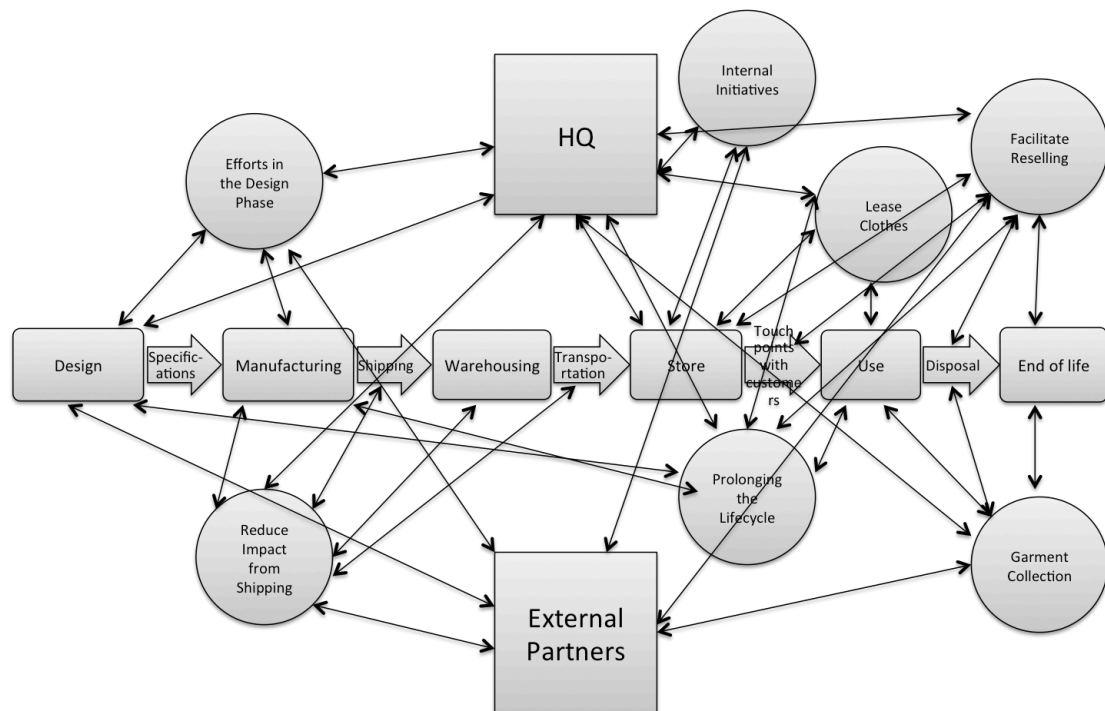 Internal
Initiatives
HQ
Facilitate
Reselling
Efforts in
the Design
Phase
Lease
Clothes
Design
Specific-
ations
Manufacturing
Shipping
Warehousing
Transpo-
rtation
Store
Touch
points
with
custome
rs
Use
Disposal
End of life
Prolonging
the
Lifecycle
Reduce
Impact
from
Shipping
Garment
Collection
External
Partners